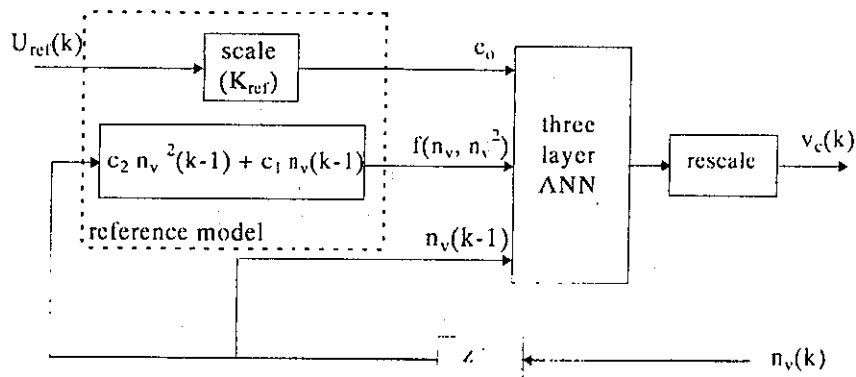 U_ref(k)
scale
(K_ref)
c_o
three
layer
ANN
c_2 n_v^2(k-1) + c_1 n_v(k-1)
f(n_v, n_v^2)
rescale
v_c(k)
reference model
n_v(k-1)
n_v(k)